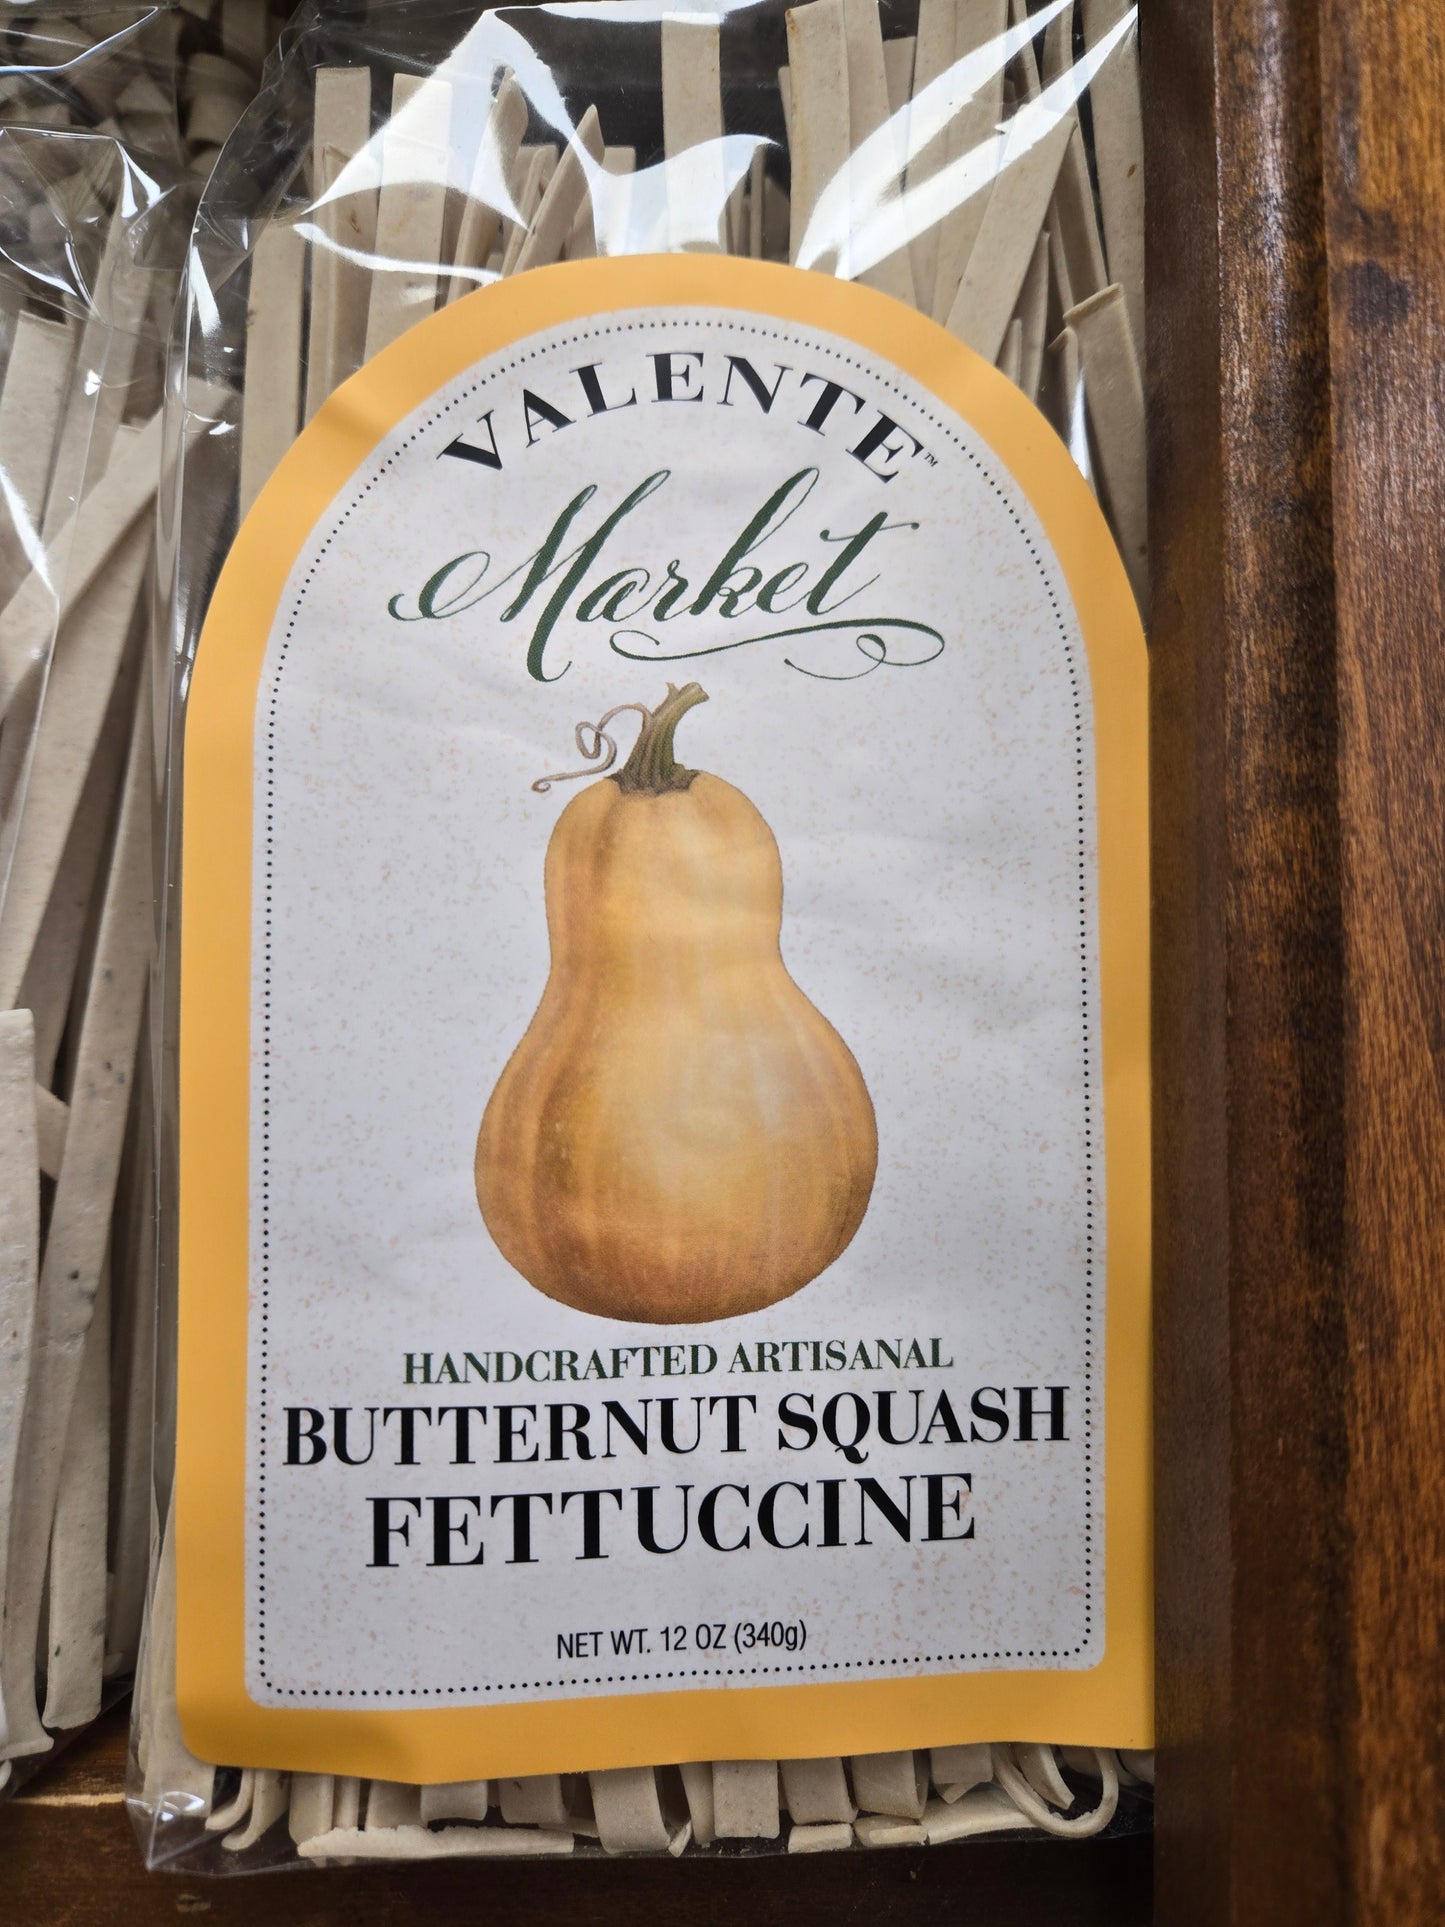 VALENTE™
Market
HANDCRAFTED ARTISANAL
BUTTERNUT SQUASH
FETTUCCINE
NET WT. 12 OZ (340g)